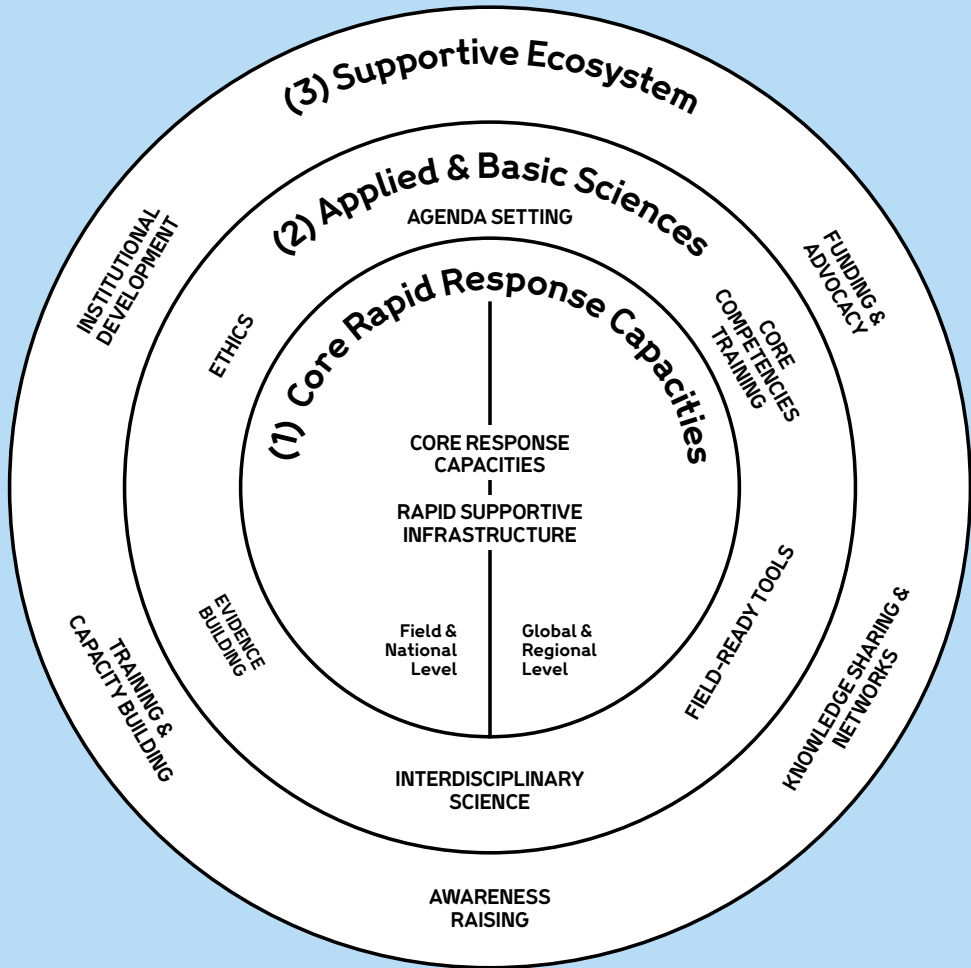 (3) Supportive Ecosystem
INSTITUTIONAL
DEVELOPMENT
FUNDING &
ADVOCACY
TRAINING &
CAPACITY BUILDING
KNOWLEDGE SHARING &
NETWORKS
AWARENESS
RAISING
(2) Applied & Basic Sciences
AGENDA SETTING
ETHICS
CORE
COMPETENCIES
TRAINING
EVIDENCE
BUILDING
FIELD-READY TOOLS
INTERDISCIPLINARY
SCIENCE
(1) Core Rapid Response Capacities
CORE RESPONSE
CAPACITIES
RAPID SUPPORTIVE
INFRASTRUCTURE
Field &
National
Level
Global &
Regional
Level